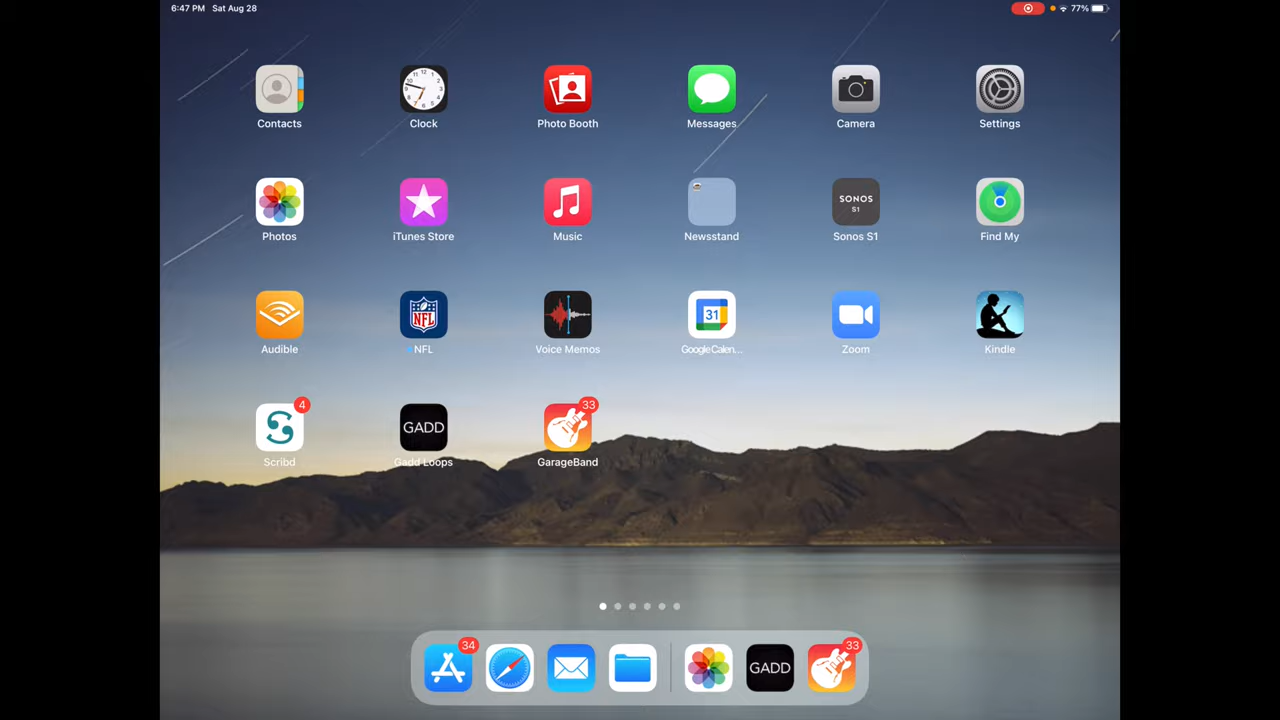 6:47 PM Sat Aug 28
77%
Contacts
Clock
Photo Booth
Messages
Camera
Settings
Photos
iTunes Store
Music
Newsstand
SONOS
S1
Sonos S1
Find My
Audible
NFL
NFL
Voice Memos
31
Google Calen...
Zoom
Kindle
4
Scribd
GADD
Gadd Loops
33
GarageBand
34
GADD
33